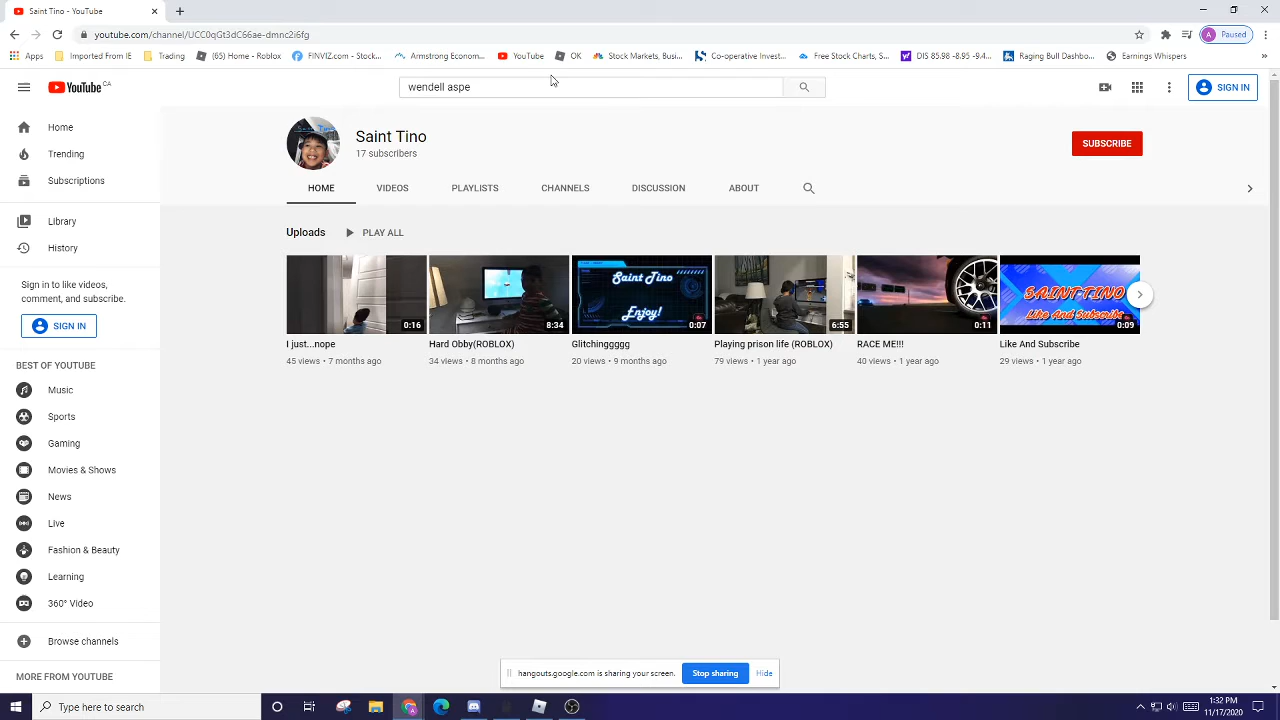 Saint Tino - YouTube
youtube.com/channel/UCC0qGt3dC66ae-dmnc2i6fg
Paused
Apps Imported From IE Trading (65) Home - Roblox FINVIZ.com - Stock... Armstrong Econom... YouTube OK Stock Markets, Busi... Co-operative Invest... Free Stock Charts, S... DIS 85.98 -8.95 -9.4... Raging Bull Dashbo... Earnings Whispers
YouTube CA
wendell aspe
SIGN IN
Home
Trending
Subscriptions
Library
History
Sign in to like videos,
comment, and subscribe.
SIGN IN
BEST OF YOUTUBE
Music
Sports
Gaming
Movies & Shows
News
Live
Fashion & Beauty
Learning
360° Video
Browse channels
MORE FROM YOUTUBE
Saint Tino
17 subscribers
SUBSCRIBE
HOME VIDEOS PLAYLISTS CHANNELS DISCUSSION ABOUT
Uploads PLAY ALL
0:16
I just...nope
45 views • 7 months ago
8:34
Hard Obby(ROBLOX)
34 views • 8 months ago
Saint Tino
Enjoy!
0:07
Glitchinggggg
20 views • 9 months ago
6:55
Playing prison life (ROBLOX)
79 views • 1 year ago
0:11
RACE ME!!!
40 views • 1 year ago
SAINT TINO
Like And Subscribe
0:09
Like And Subscribe
29 views • 1 year ago
hangouts.google.com is sharing your screen. Stop sharing Hide
Type here to search
1:32 PM
11/17/2020